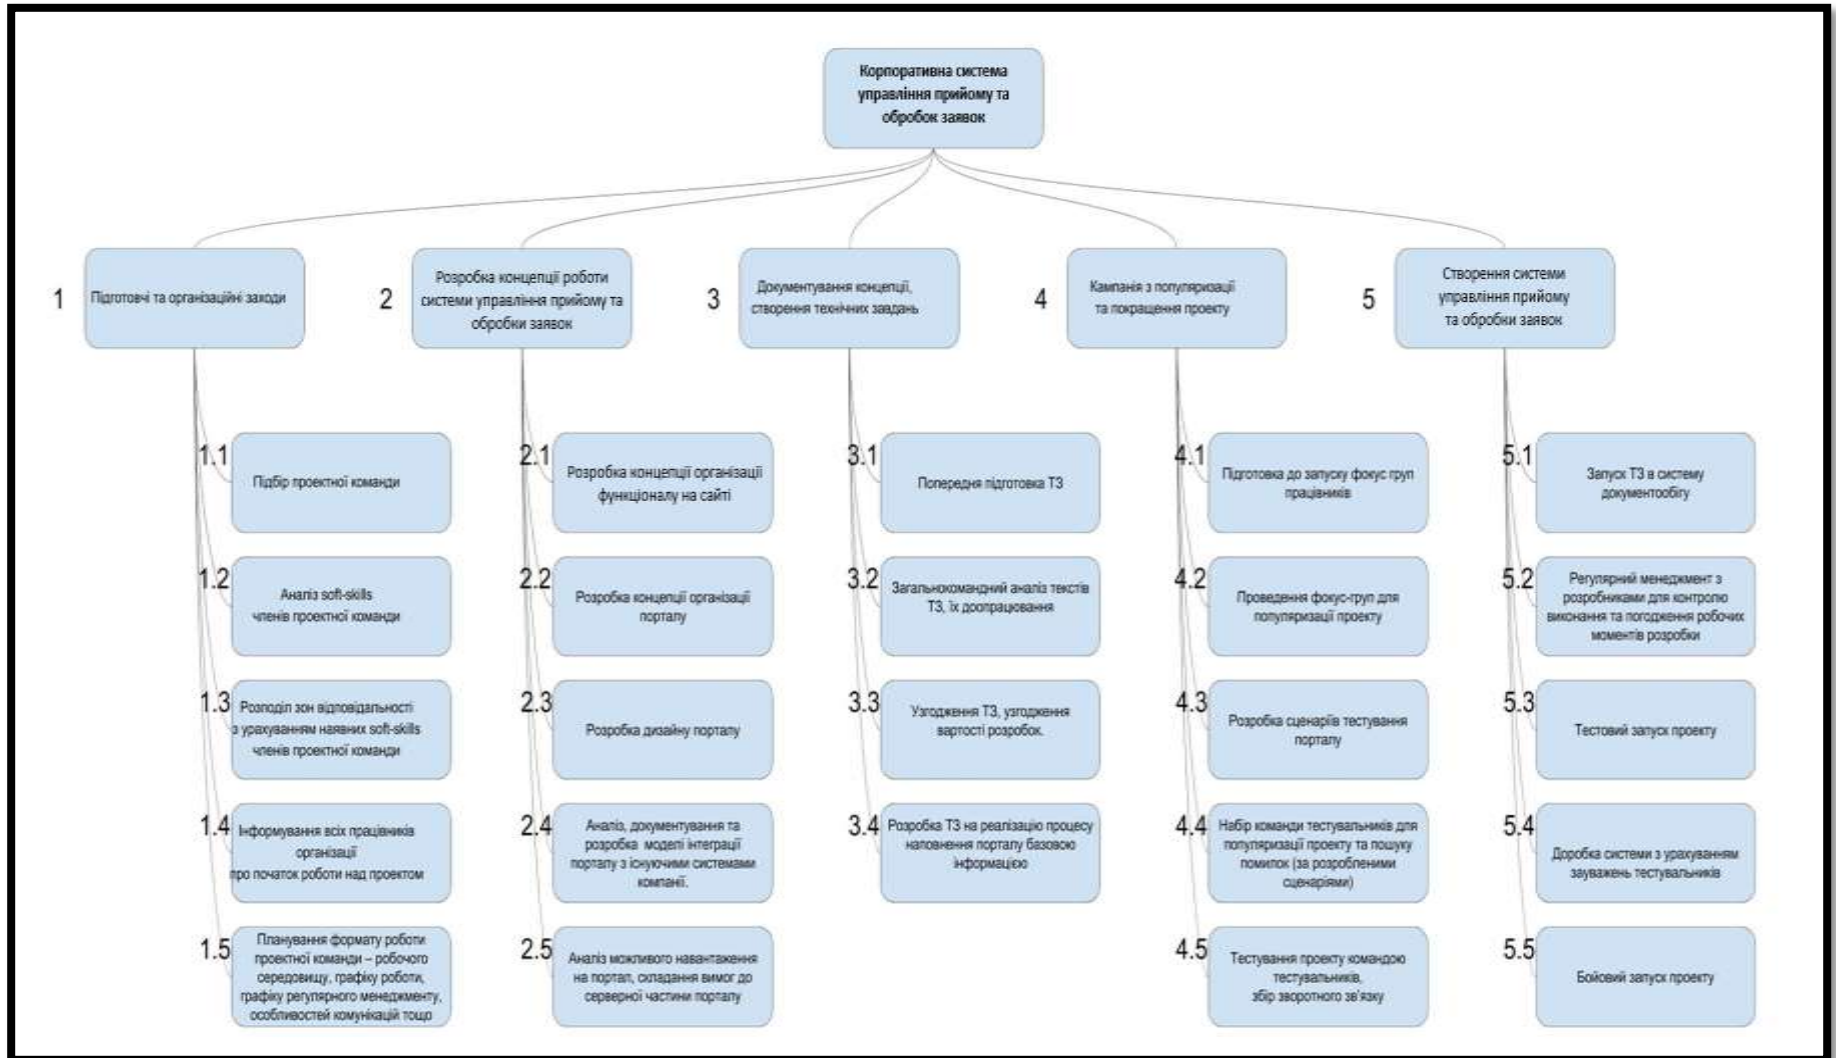 Корпоративна система
управління прийому та
обробок заявок
1
Підготовчі та організаційні заходи
2
Розробка концепції роботи
системи управління прийому та
обробки заявок
3
Документування концепції,
створення технічних завдань
4
Кампанія з популяризації
та покращення проекту
5
Створення системи
управління прийому
та обробки заявок
1.1
Підбір проектної команди
1.2
Аналіз soft-skills
членів проектної команди
1.3
Розподіл зон відповідальності
з урахуванням наявних soft-skills
членів проектної команди
1.4
Інформування всіх працівників
організації
про початок роботи над проектом
1.5
Планування формату роботи
проектної команди – робочого
середовищу, графіку роботи,
графіку регулярного менеджменту,
особливостей комунікацій тощо
2.1
Розробка концепції організації
функціоналу на сайті
2.2
Розробка концепції організації
порталу
2.3
Розробка дизайну порталу
2.4
Аналіз, документування та
розробка моделі інтеграції
порталу з існуючими системами
компанії.
2.5
Аналіз можливого навантаження
на портал, складання вимог до
серверної частини порталу
3.1
Попередня підготовка ТЗ
3.2
Загальнокомандний аналіз текстів
ТЗ, їх доопрацювання
3.3
Узгодження ТЗ, узгодження
вартості розробок.
3.4
Розробка ТЗ на реалізацію процесу
наповнення порталу базовою
інформацією
4.1
Підготовка до запуску фокус груп
працівників
4.2
Проведення фокус-груп для
популяризації проекту
4.3
Розробка сценаріїв тестування
порталу
4.4
Набір команди тестувальників для
популяризації проекту та пошуку
помилок (за розробленими
сценаріями)
4.5
Тестування проекту командою
тестувальників,
збір зворотного зв'язку
5.1
Запуск ТЗ в систему
документообігу
5.2
Регулярний менеджмент з
розробниками для контролю
виконання та погодження робочих
моментів розробки
5.3
Тестовий запуск проекту
5.4
Доробка системи з урахуванням
зауважень тестувальників
5.5
Бойовий запуск проекту